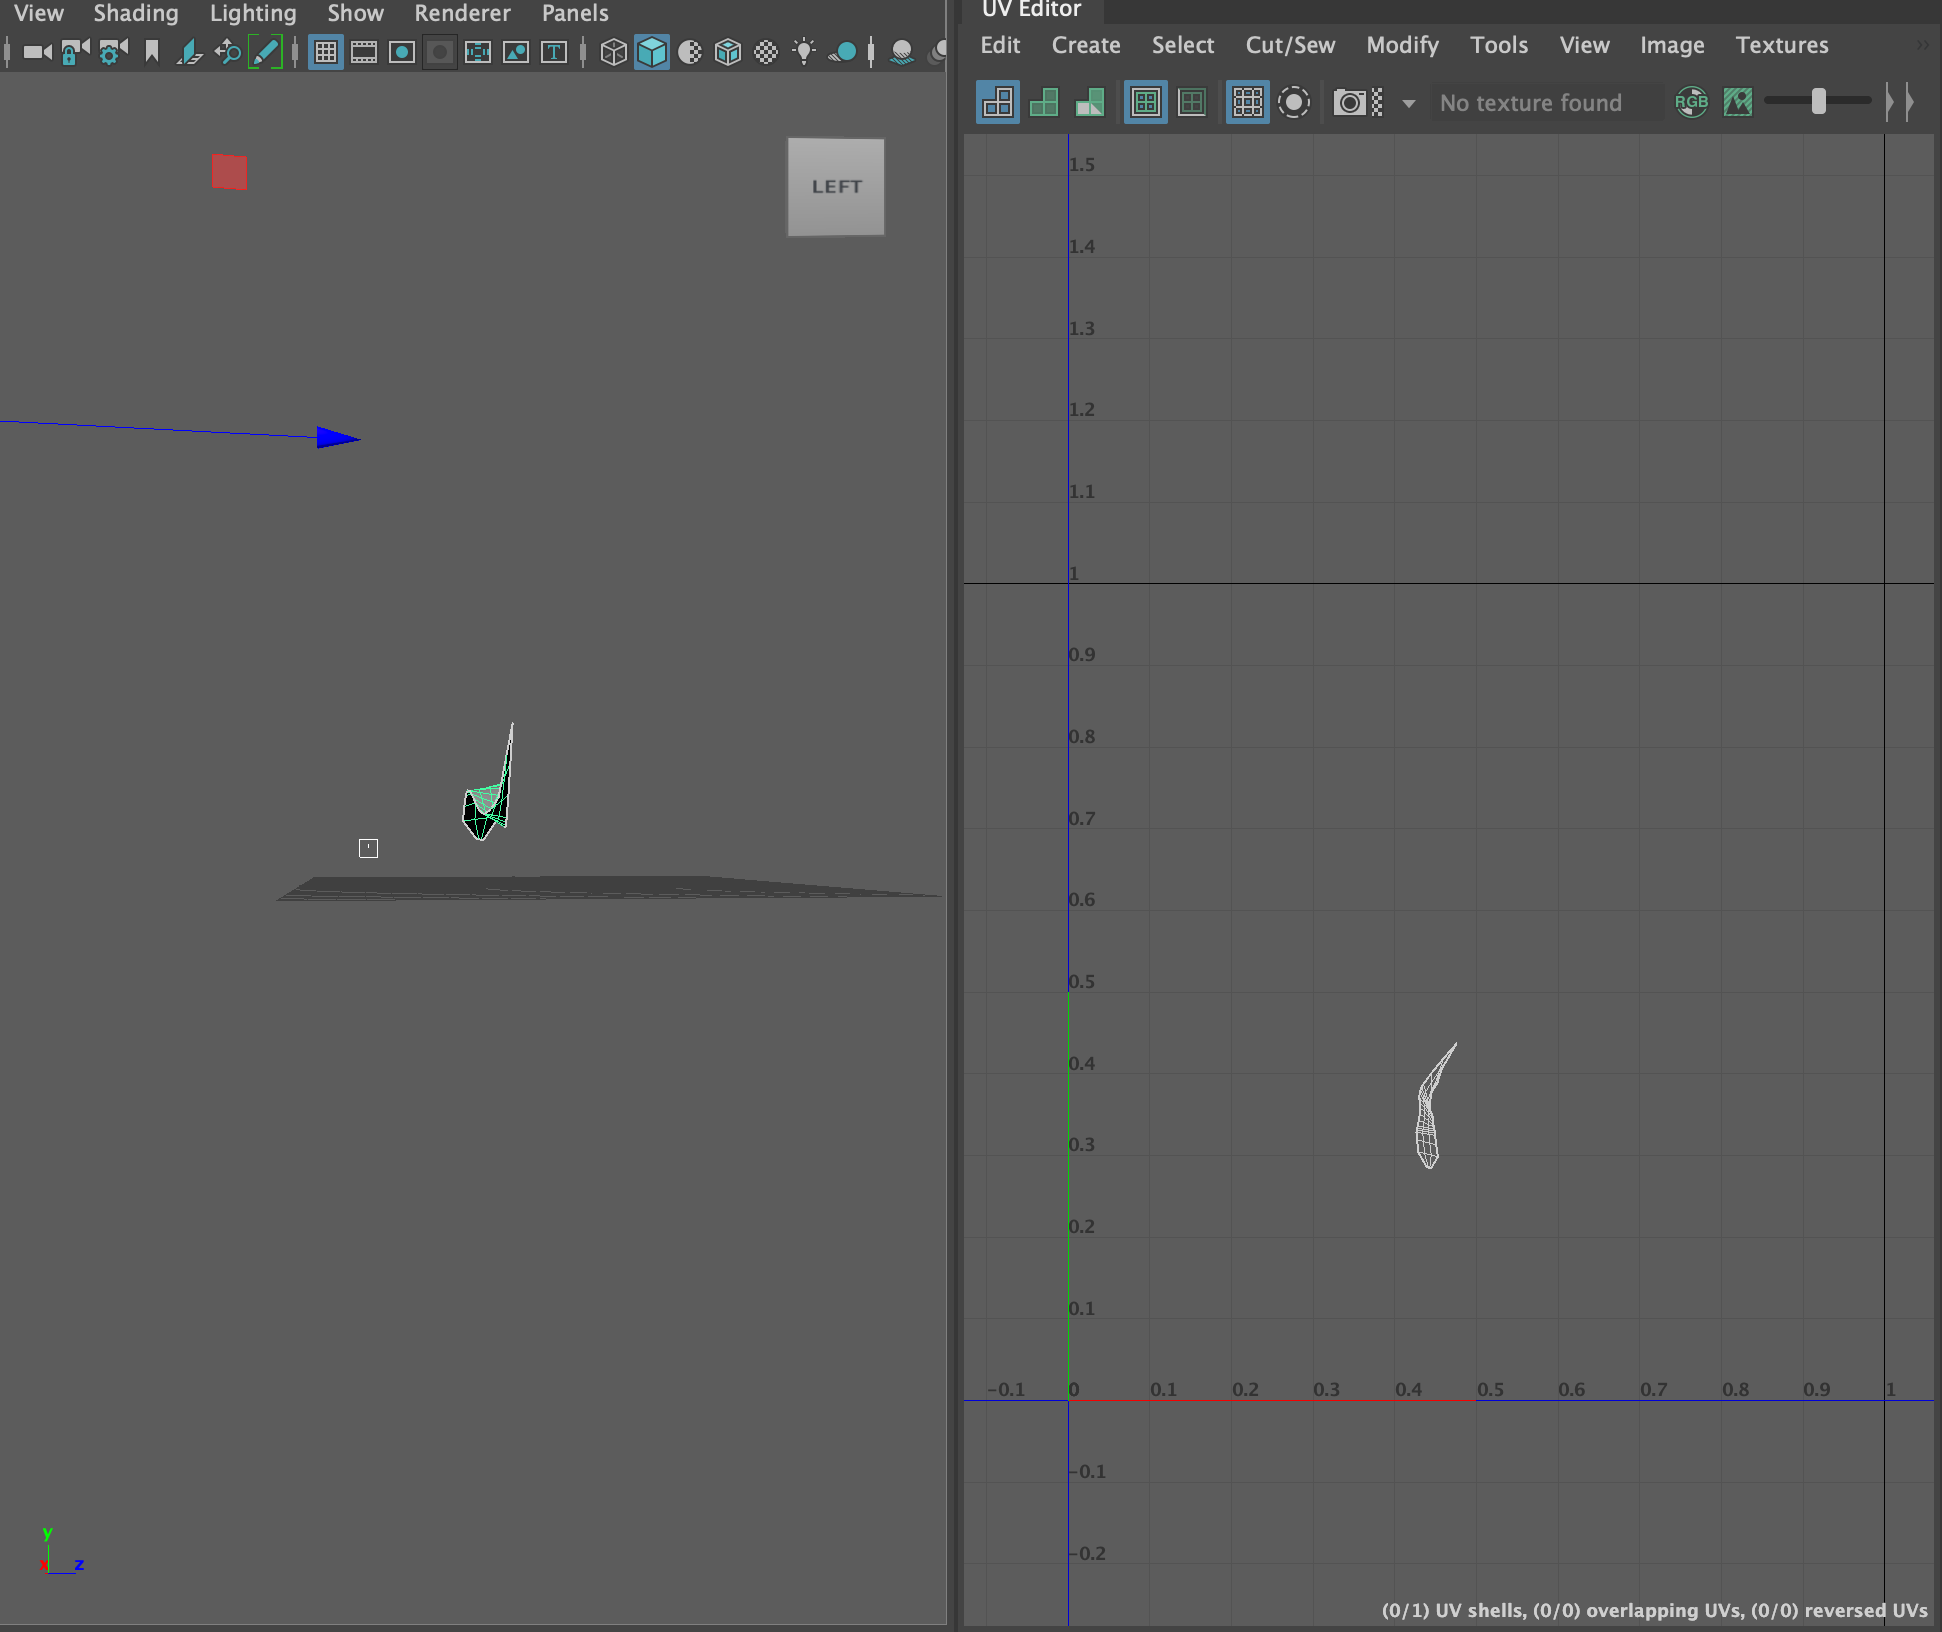 View Shading Lighting Show Renderer Panels
T
LEFT
y
x z
UV Editor
Edit Create Select Cut/Sew Modify Tools View Image Textures
No texture found RGB
1.5
1.4
1.3
1.2
1.1
1
0.9
0.8
0.7
0.6
0.5
0.4
0.3
0.2
0.1
-0.1 0 0.1 0.2 0.3 0.4 0.5 0.6 0.7 0.8 0.9 1
-0.1
-0.2
(0/1) UV shells, (0/0) overlapping UVs, (0/0) reversed UVs